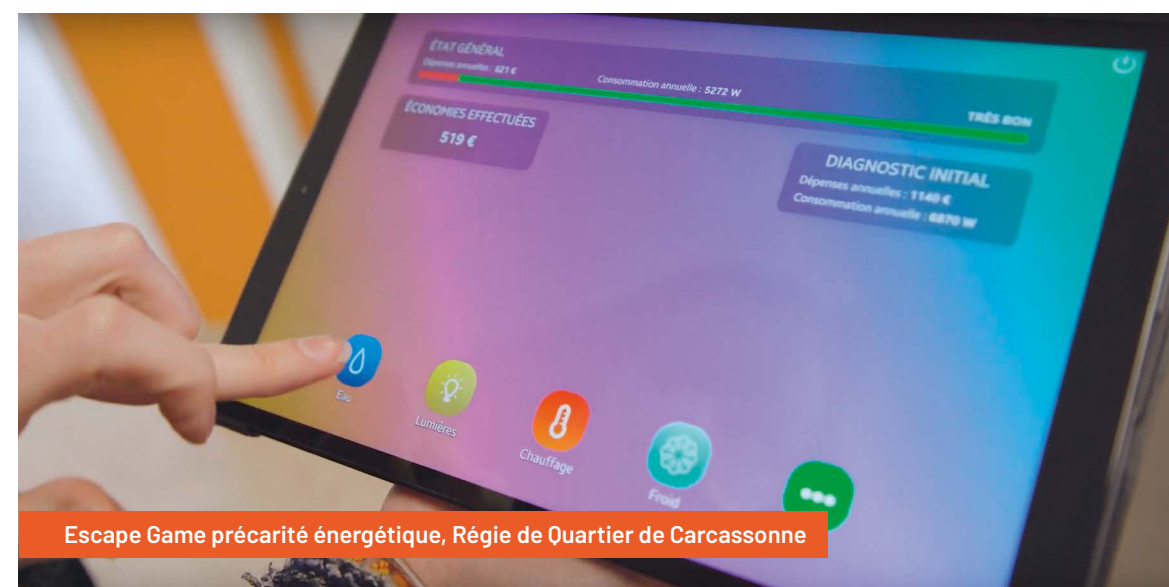 ÉTAT GÉNÉRAL
Dépenses annuelles : 621 €
Consommation annuelle : 5272 W
TRÈS BON
ÉCONOMIES EFFECTUÉES
519 €
DIAGNOSTIC INITIAL
Dépenses annuelles : 1140 €
Consommation annuelle : 6870 W
Eau
Lumières
Chauffage
Froid
Escape Game précarité énergétique, Régie de Quartier de Carcassonne